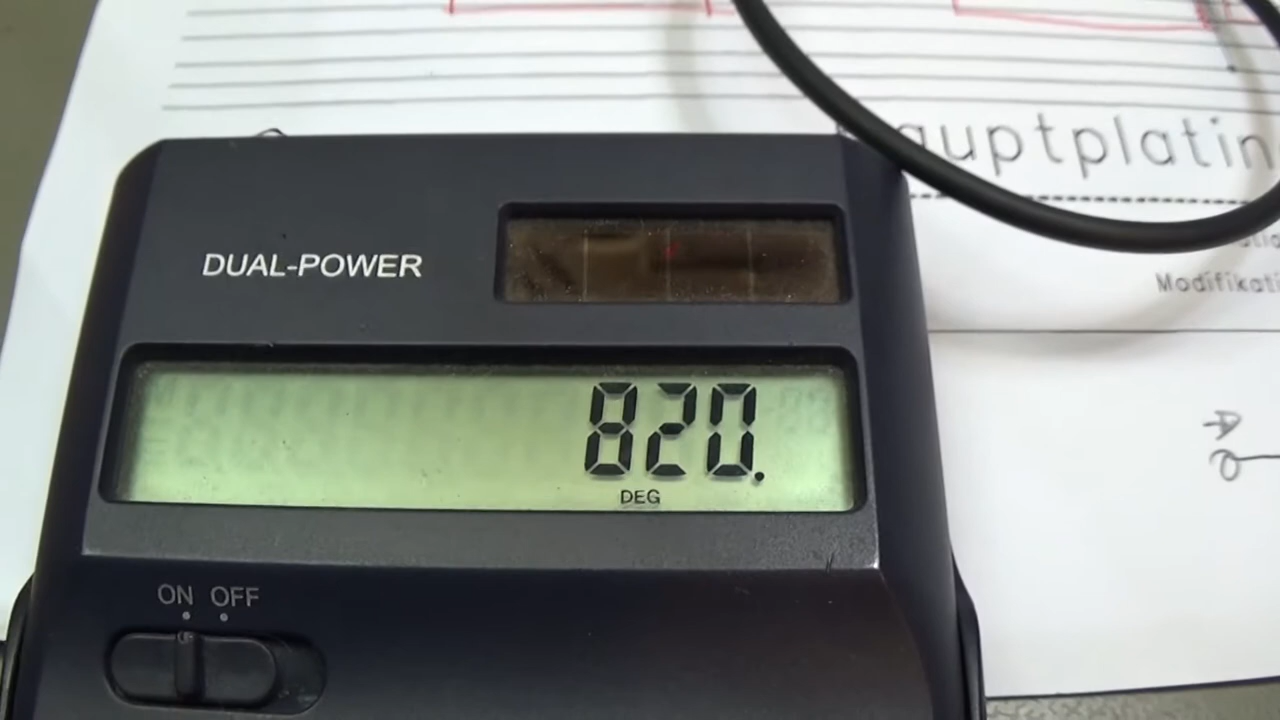 auptplatin
Modifikati
DUAL-POWER
820.
DEG
ON OFF